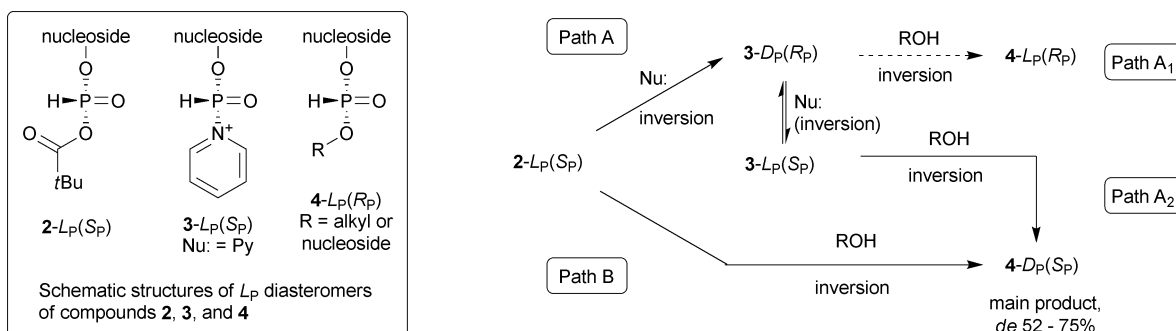 nucleoside nucleoside nucleoside
O O O
H P O H P O H P O
O O N+ O
R
tBu
2-LP(SP)
3-LP(SP)
Nu: = Py
4-LP(RP)
R = alkyl or
nucleoside
Schematic structures of LP diasteromers
of compounds 2, 3, and 4
Path A
Nu:
inversion
2-LP(SP)
3-DP(RP)
ROH
inversion
4-LP(RP)
Path A1
Nu:
(inversion)
3-LP(SP)
ROH
inversion
Path A2
Path B
ROH
inversion
4-DP(SP)
main product,
de 52 - 75%